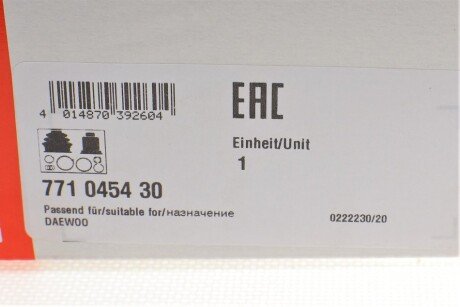 4 014870 392604
EAC
Einheit/Unit
1
771 0454 30
Passend für/suitable for/назначение
DAEWOO
0222230/20